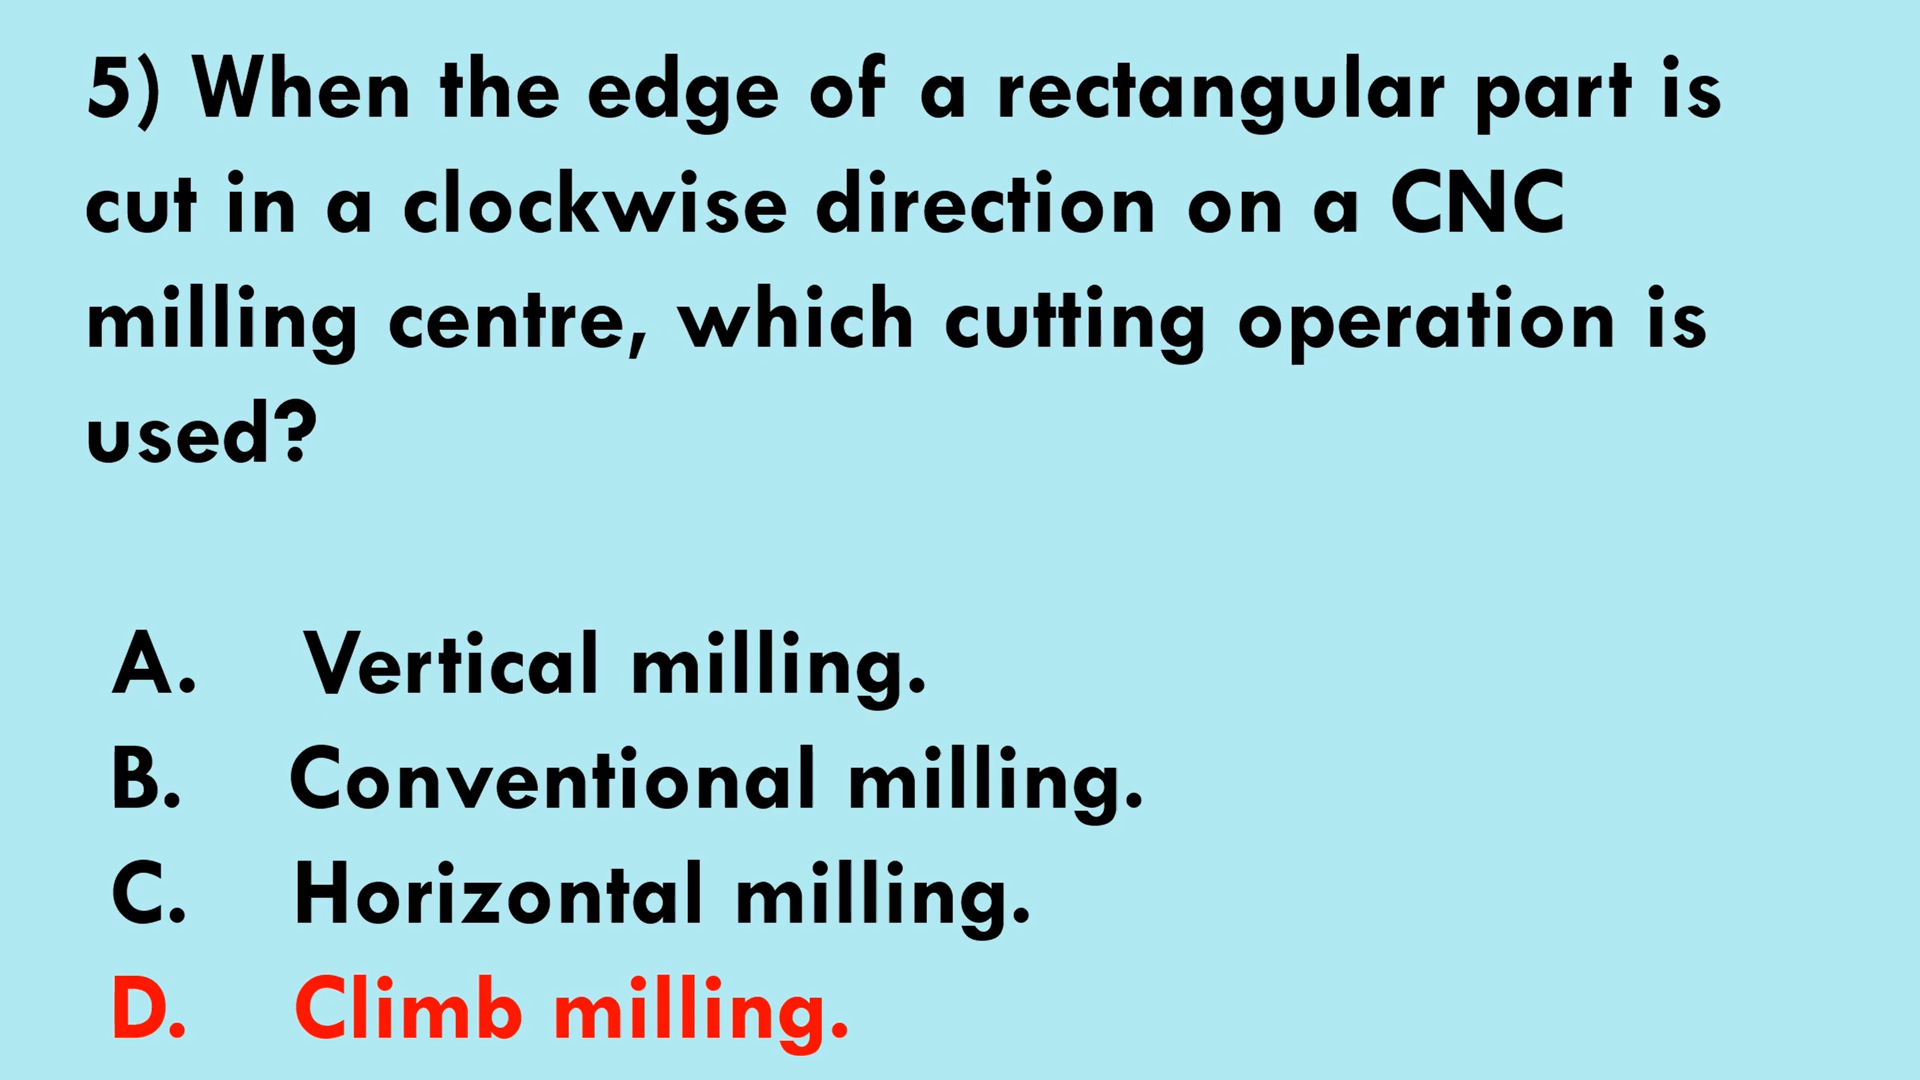 5) When the edge of a rectangular part is
cut in a clockwise direction on a CNC
milling centre, which cutting operation is
used?
A. Vertical milling.
B. Conventional milling.
C. Horizontal milling.
D. Climb milling.